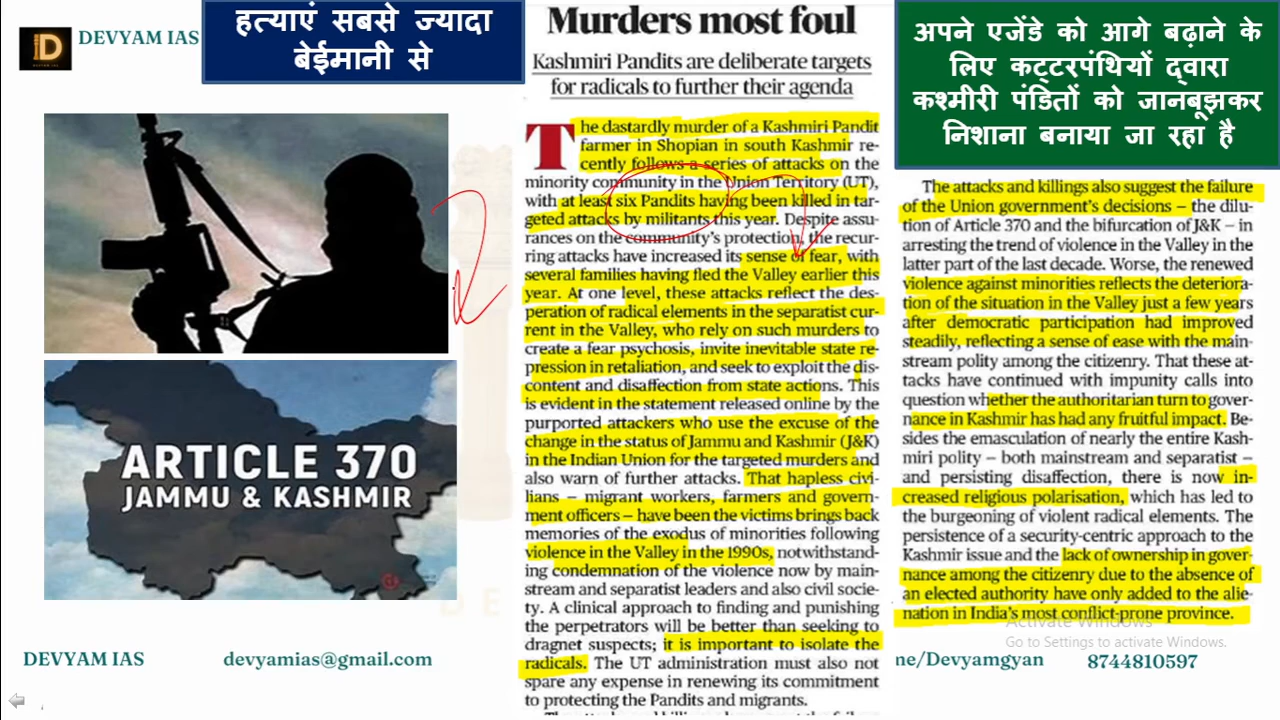 DEVYAM IAS
हत्याएं सबसे ज्यादा
बेईमानी से
ARTICLE 370
JAMMU & KASHMIR
Murders most foul
Kashmiri Pandits are deliberate targets
for radicals to further their agenda
The dastardly murder of a Kashmiri Pandit
farmer in Shopian in south Kashmir re-
cently follows a series of attacks on the
minority community in the Union Territory (UT),
with at least six Pandits having been killed in tar-
geted attacks by militants this year. Despite assu-
rances on the community's protection, the recur-
ring attacks have increased its sense of fear, with
several families having fled the Valley earlier this
year. At one level, these attacks reflect the des-
peration of radical elements in the separatist cur-
rent in the Valley, who rely on such murders to
create a fear psychosis, invite inevitable state re-
pression in retaliation, and seek to exploit the dis-
content and disaffection from state actions. This
is evident in the statement released online by the
purported attackers who use the excuse of the
change in the status of Jammu and Kashmir (J&K)
in the Indian Union for the targeted murders and
also warn of further attacks. That hapless civi-
lians – migrant workers, farmers and govern-
ment officers – have been the victims brings back
memories of the exodus of minorities following
violence in the Valley in the 1990s, notwithstand-
ing condemnation of the violence now by main-
stream and separatist leaders and also civil socie-
ty. A clinical approach to finding and punishing
the perpetrators will be better than seeking to
dragnet suspects; it is important to isolate the
radicals. The UT administration must also not
spare any expense in renewing its commitment
to protecting the Pandits and migrants.
अपने एजेंडे को आगे बढ़ाने के
लिए कट्टरपंथियों द्वारा
कश्मीरी पंडितों को जानबूझकर
निशाना बनाया जा रहा है
The attacks and killings also suggest the failure
of the Union government's decisions – the dilu-
tion of Article 370 and the bifurcation of J&K – in
arresting the trend of violence in the Valley in the
latter part of the last decade. Worse, the renewed
violence against minorities reflects the deteriora-
tion of the situation in the Valley just a few years
after democratic participation had improved
steadily, reflecting a sense of ease with the main-
stream polity among the citizenry. That these at-
tacks have continued with impunity calls into
question whether the authoritarian turn to gover-
nance in Kashmir has had any fruitful impact. Be-
sides the emasculation of nearly the entire Kash-
miri polity – both mainstream and separatist –
and persisting disaffection, there is now in-
creased religious polarisation, which has led to
the burgeoning of violent radical elements. The
persistence of a security-centric approach to the
Kashmir issue and the lack of ownership in gover-
nance among the citizenry due to the absence of
an elected authority have only added to the alie-
nation in India's most conflict-prone province.
Activate Windows
Go to Settings to activate Windows.
DEVYAM IAS
devyamias@gmail.com
ne/Devyamgyan
8744810597